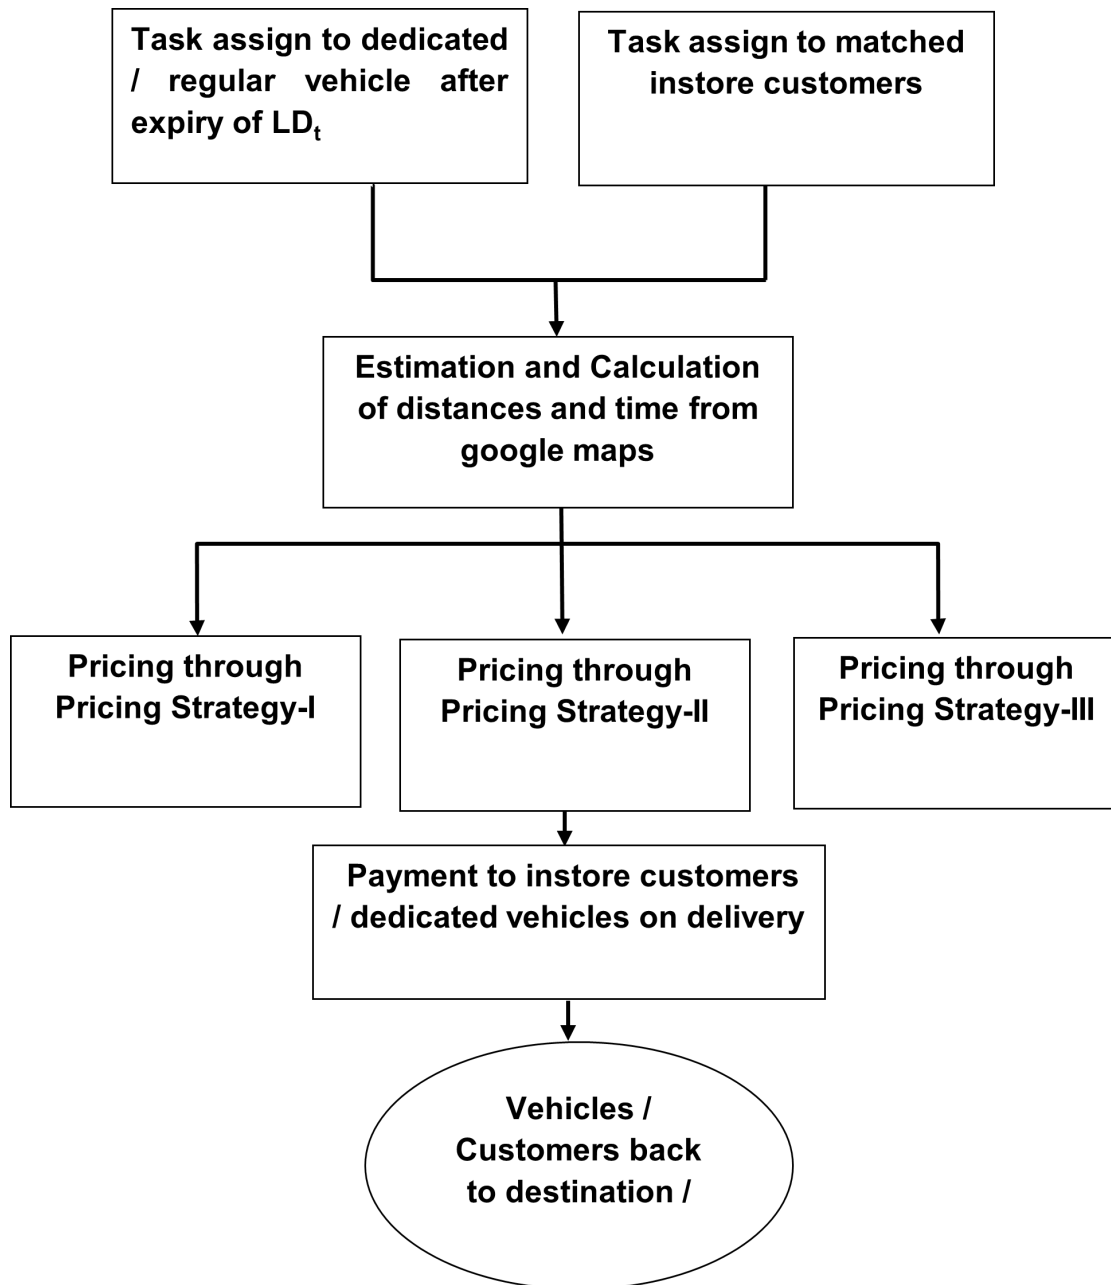 Task assign to dedicated
/ regular vehicle after
expiry of LDt
Task assign to matched
instore customers
Estimation and Calculation
of distances and time from
google maps
Pricing through
Pricing Strategy-I
Pricing through
Pricing Strategy-II
Pricing through
Pricing Strategy-III
Payment to instore customers
/ dedicated vehicles on delivery
Vehicles /
Customers back
to destination /